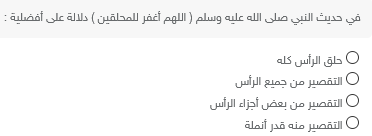 في حديث النبي صلى الله عليه وسلم ( اللهم أغفر للمحلقين ) دلالة على أفضلية :
حلق الرأس كله
التقصير من جميع الرأس
التقصير من بعض أجزاء الرأس
التقصير منه قدر أنملة